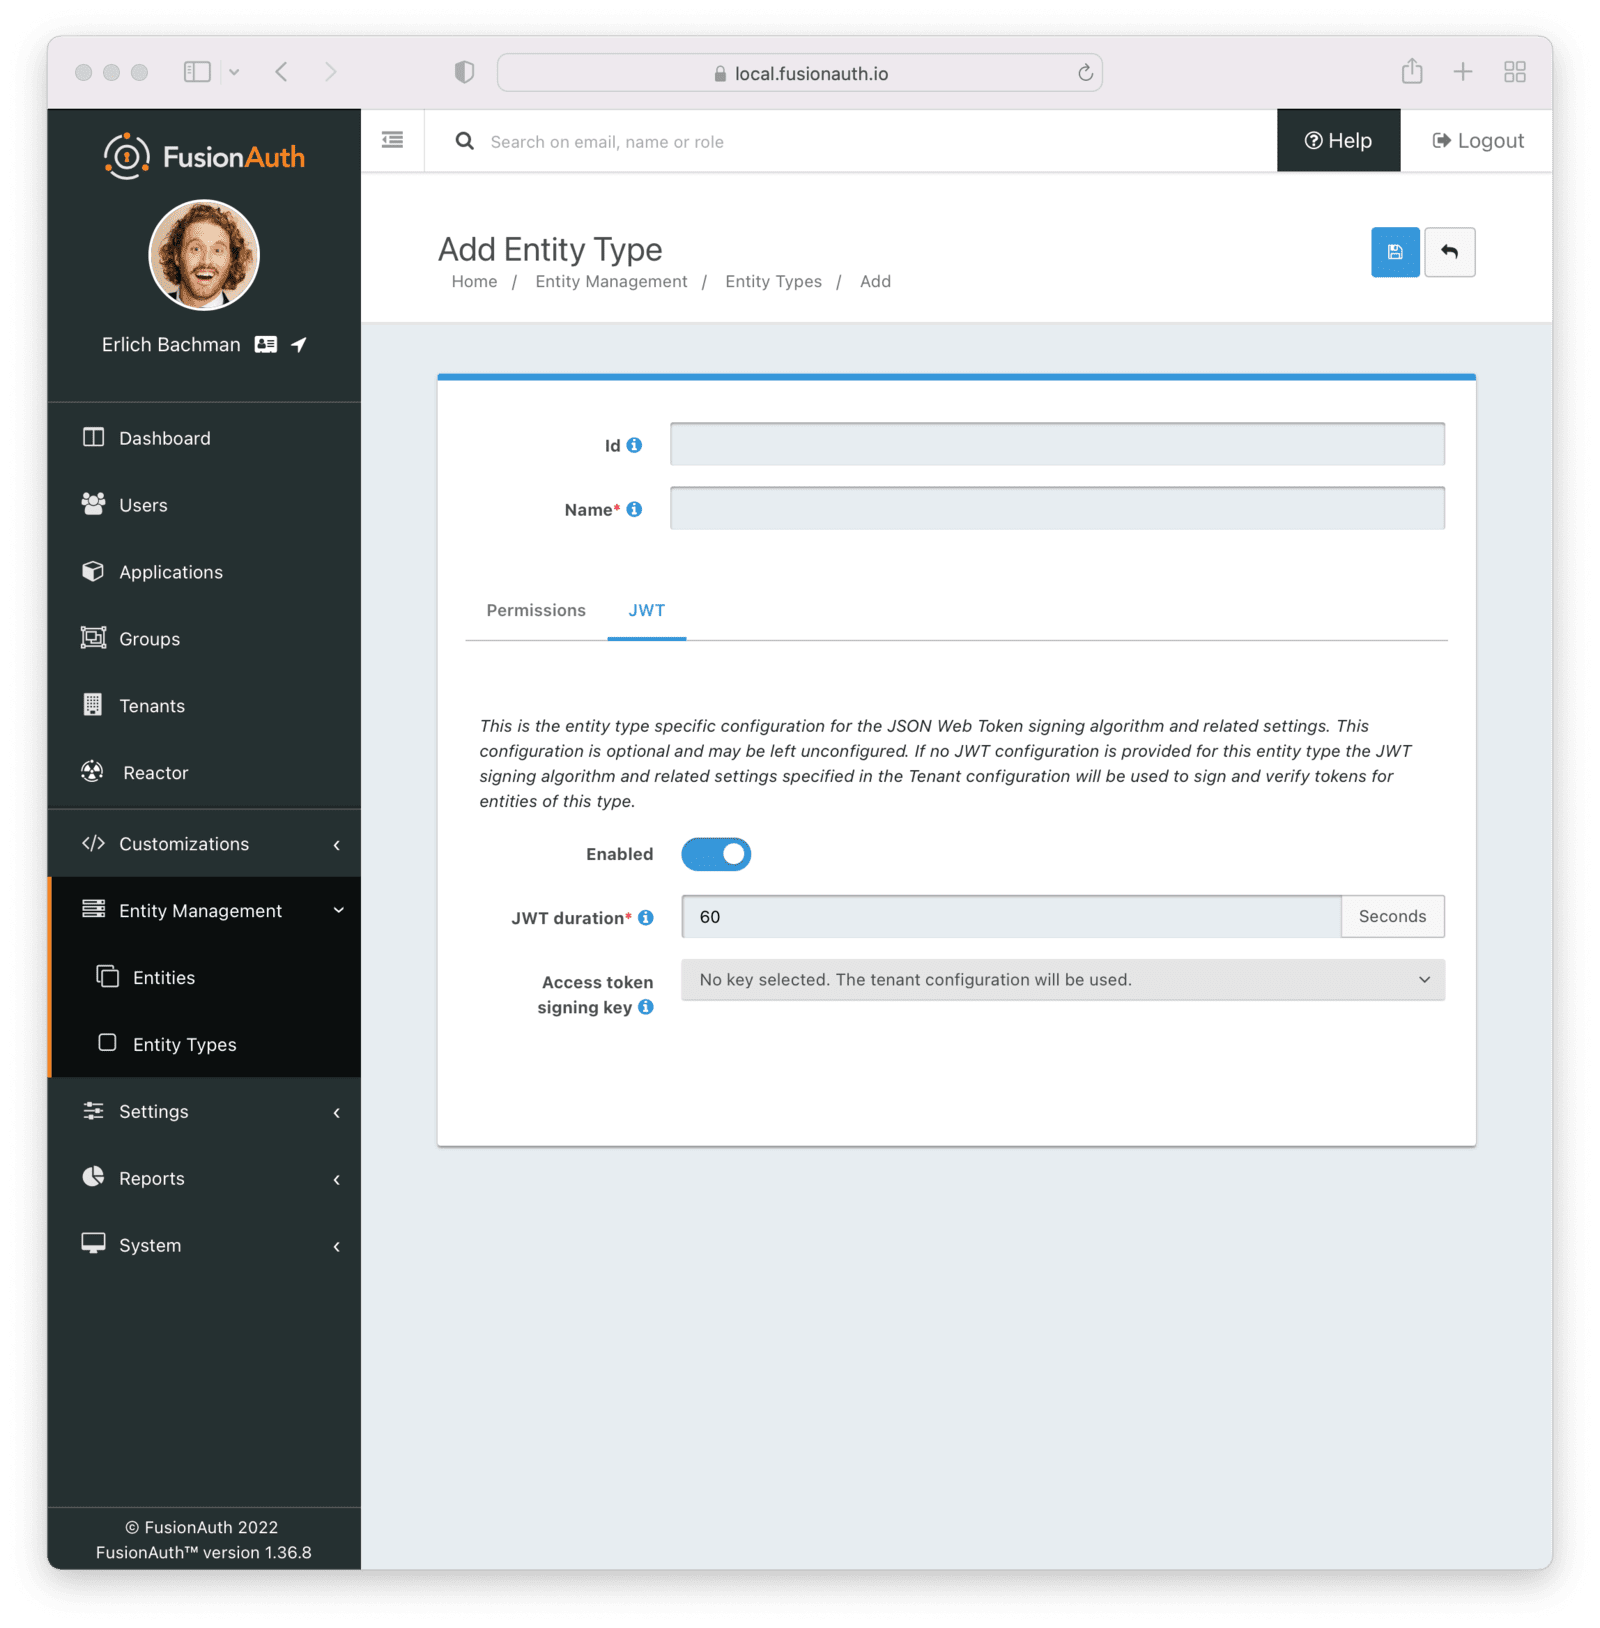 local.fusionauth.io
FusionAuth
Search on email, name or role
Help
Logout
Erlich Bachman
Dashboard
Users
Applications
Groups
Tenants
Reactor
Customizations
Entity Management
Entities
Entity Types
Settings
Reports
System
© FusionAuth 2022
FusionAuth™ version 1.36.8
Add Entity Type
Home / Entity Management / Entity Types / Add
Id
Name*
Permissions JWT
This is the entity type specific configuration for the JSON Web Token signing algorithm and related settings. This
configuration is optional and may be left unconfigured. If no JWT configuration is provided for this entity type the JWT
signing algorithm and related settings specified in the Tenant configuration will be used to sign and verify tokens for
entities of this type.
Enabled
JWT duration* 60 Seconds
Access token
signing key
No key selected. The tenant configuration will be used.